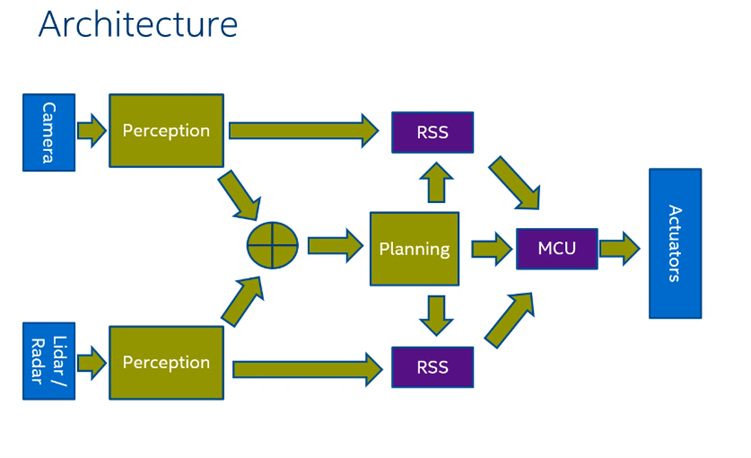 Architecture
Camera
Perception
RSS
Planning
MCU
Actuators
Lidar /
Radar
Perception
RSS